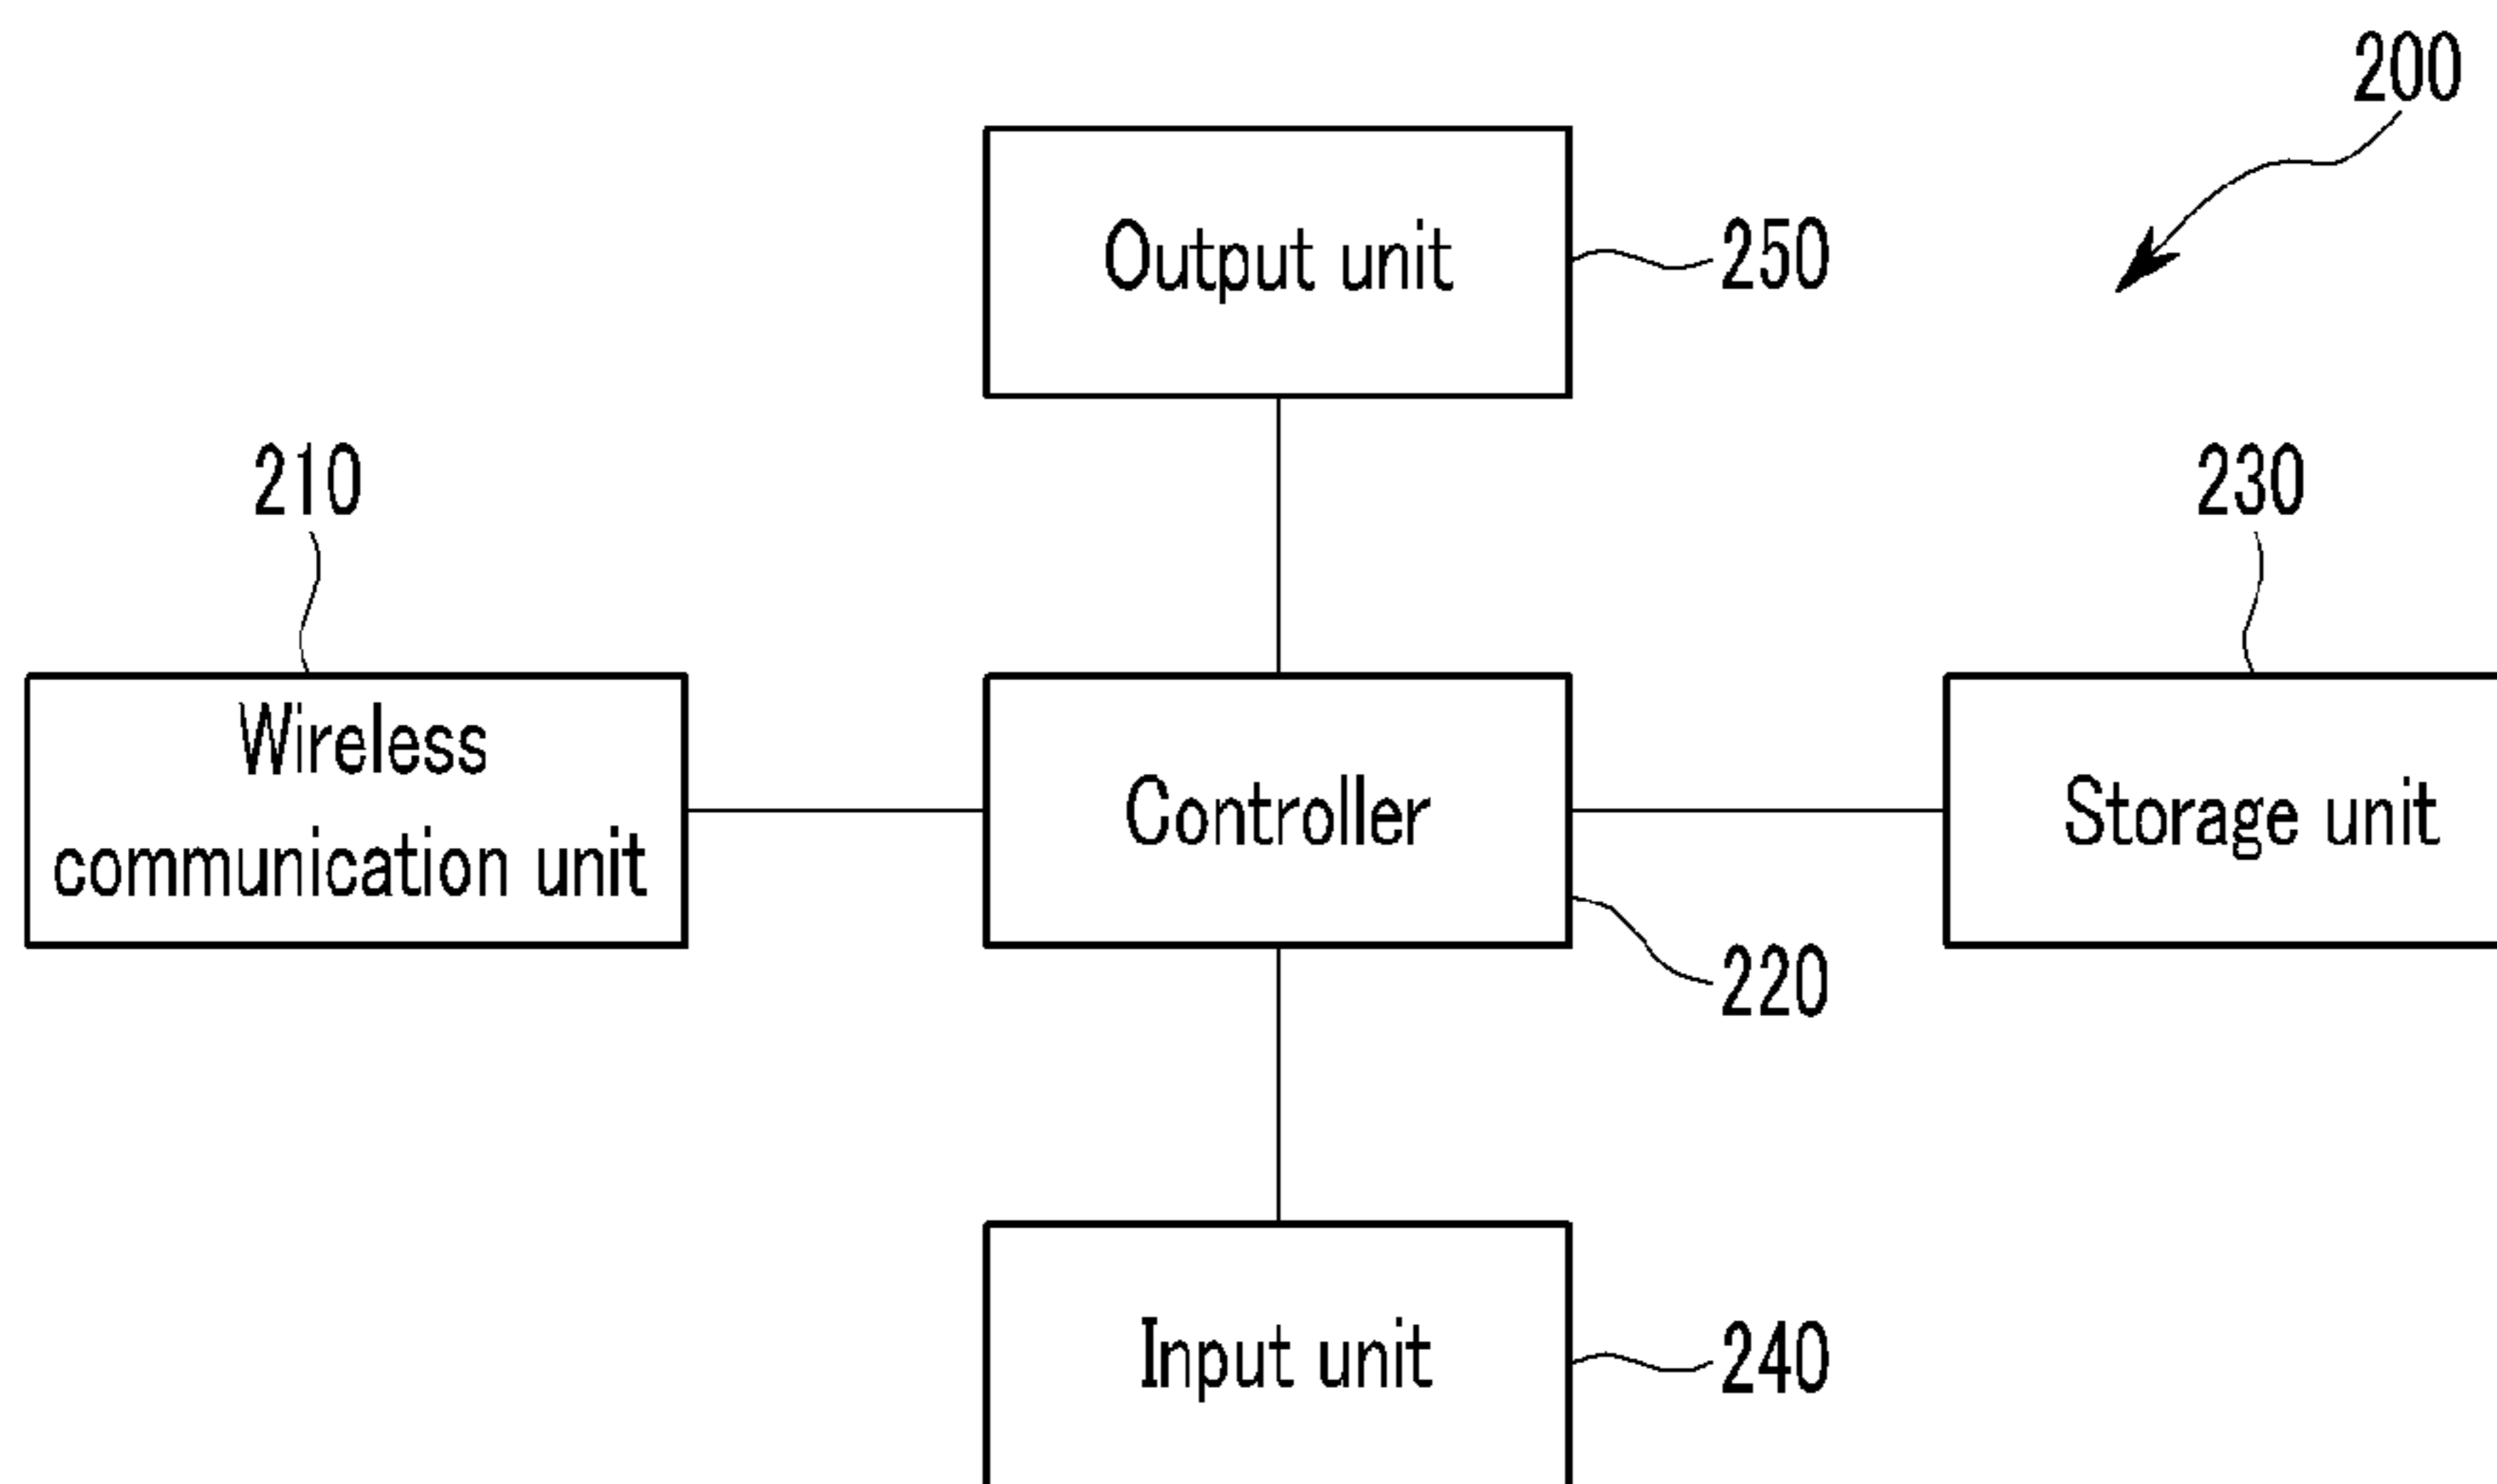 200
Output unit
250
210
230
Wireless
communication unit
Controller
Storage unit
220
Input unit
240